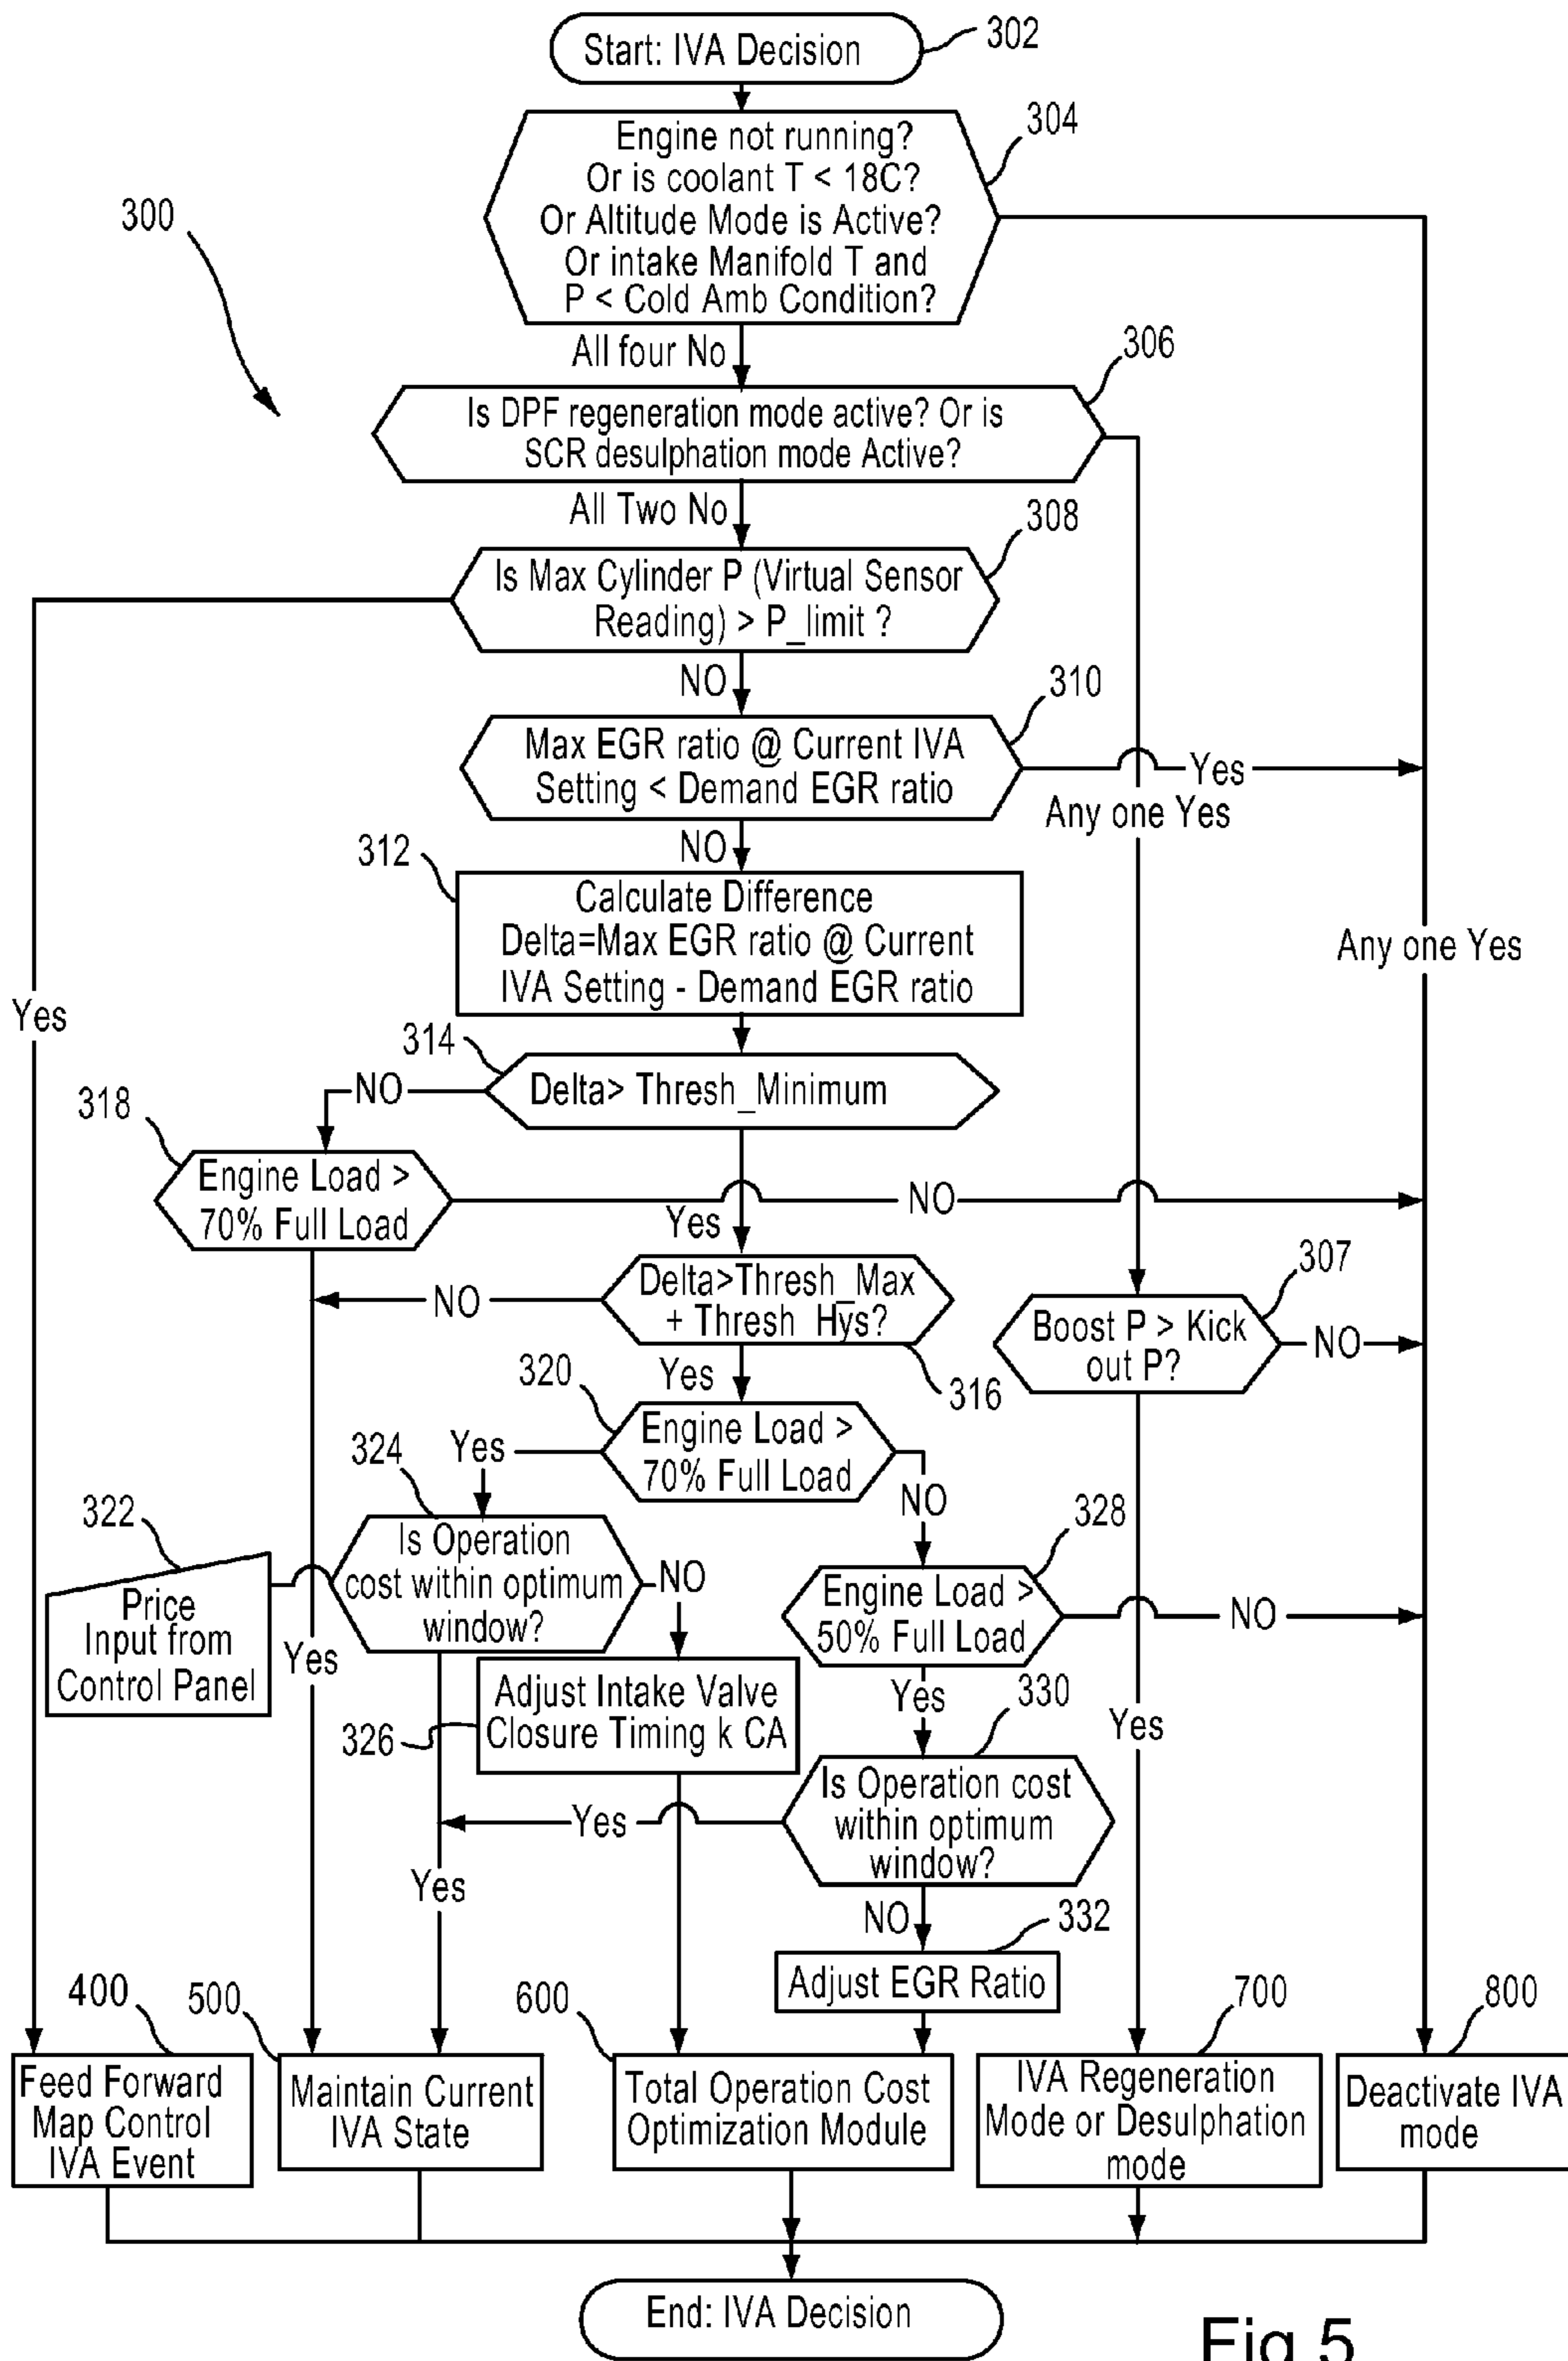 Start: IVA Decision
302
Engine not running?
Or is coolant T < 18C?
Or Altitude Mode is Active?
Or intake Manifold T and
P < Cold Amb Condition?
304
300
All four No
306
Is DPF regeneration mode active? Or is
SCR desulphation mode Active?
All Two No
308
Is Max Cylinder P (Virtual Sensor
Reading) > P_limit ?
NO
310
Max EGR ratio @ Current IVA
Setting < Demand EGR ratio
Yes
Any one Yes
NO
312
Calculate Difference
Delta=Max EGR ratio @ Current
IVA Setting - Demand EGR ratio
Any one Yes
Yes
314
Delta> Thresh_Minimum
NO
318
Engine Load >
70% Full Load
NO
Yes
Delta>Thresh_Max
+ Thresh_Hys?
NO
307
Boost P > Kick
out P?
NO
316
Yes
320
Engine Load >
70% Full Load
Yes
324
NO
322
Price
Input from
Control Panel
Is Operation
cost within optimum
window?
NO
328
Engine Load >
50% Full Load
NO
Yes
Adjust Intake Valve
Closure Timing k CA
326
Yes
330
Yes
Is Operation cost
within optimum
window?
Yes
Yes
NO
332
Adjust EGR Ratio
400
500
600
700
800
Feed Forward
Map Control
IVA Event
Maintain Current
IVA State
Total Operation Cost
Optimization Module
IVA Regeneration
Mode or Desulphation
mode
Deactivate IVA
mode
End: IVA Decision
Fig 5